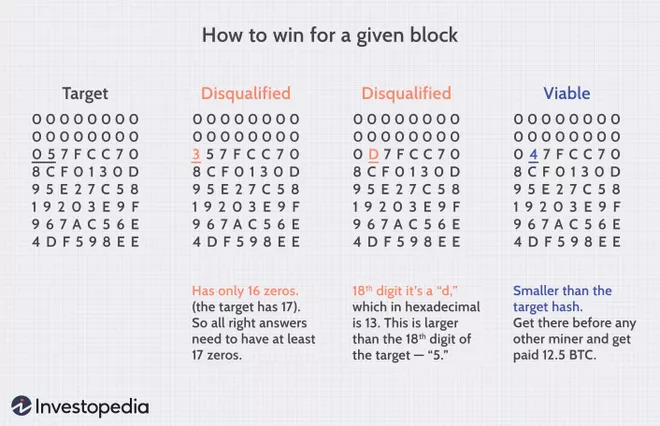 How to win for a given block
Target
0 0 0 0 0 0 0 0
0 0 0 0 0 0 0 0
0 5 7 F C C 7 0
8 C F 0 1 3 0 D
9 5 E 2 7 C 5 8
1 9 2 0 3 E 9 F
9 6 7 A C 5 6 E
4 D F 5 9 8 E E
Disqualified
0 0 0 0 0 0 0 0
0 0 0 0 0 0 0 0
3 5 7 F C C 7 0
8 C F 0 1 3 0 D
9 5 E 2 7 C 5 8
1 9 2 0 3 E 9 F
9 6 7 A C 5 6 E
4 D F 5 9 8 E E
Has only 16 zeros.
(the target has 17).
So all right answers
need to have at least
17 zeros.
Disqualified
0 0 0 0 0 0 0 0
0 0 0 0 0 0 0 0
0 D 7 F C C 7 0
8 C F 0 1 3 0 D
9 5 E 2 7 C 5 8
1 9 2 0 3 E 9 F
9 6 7 A C 5 6 E
4 D F 5 9 8 E E
18th digit it's a “d,”
which in hexadecimal
is 13. This is larger
than the 18th digit of
the target — “5.”
Viable
0 0 0 0 0 0 0 0
0 0 0 0 0 0 0 0
0 4 7 F C C 7 0
8 C F 0 1 3 0 D
9 5 E 2 7 C 5 8
1 9 2 0 3 E 9 F
9 6 7 A C 5 6 E
4 D F 5 9 8 E E
Smaller than the
target hash.
Get there before any
other miner and get
paid 12.5 BTC.
Investopedia